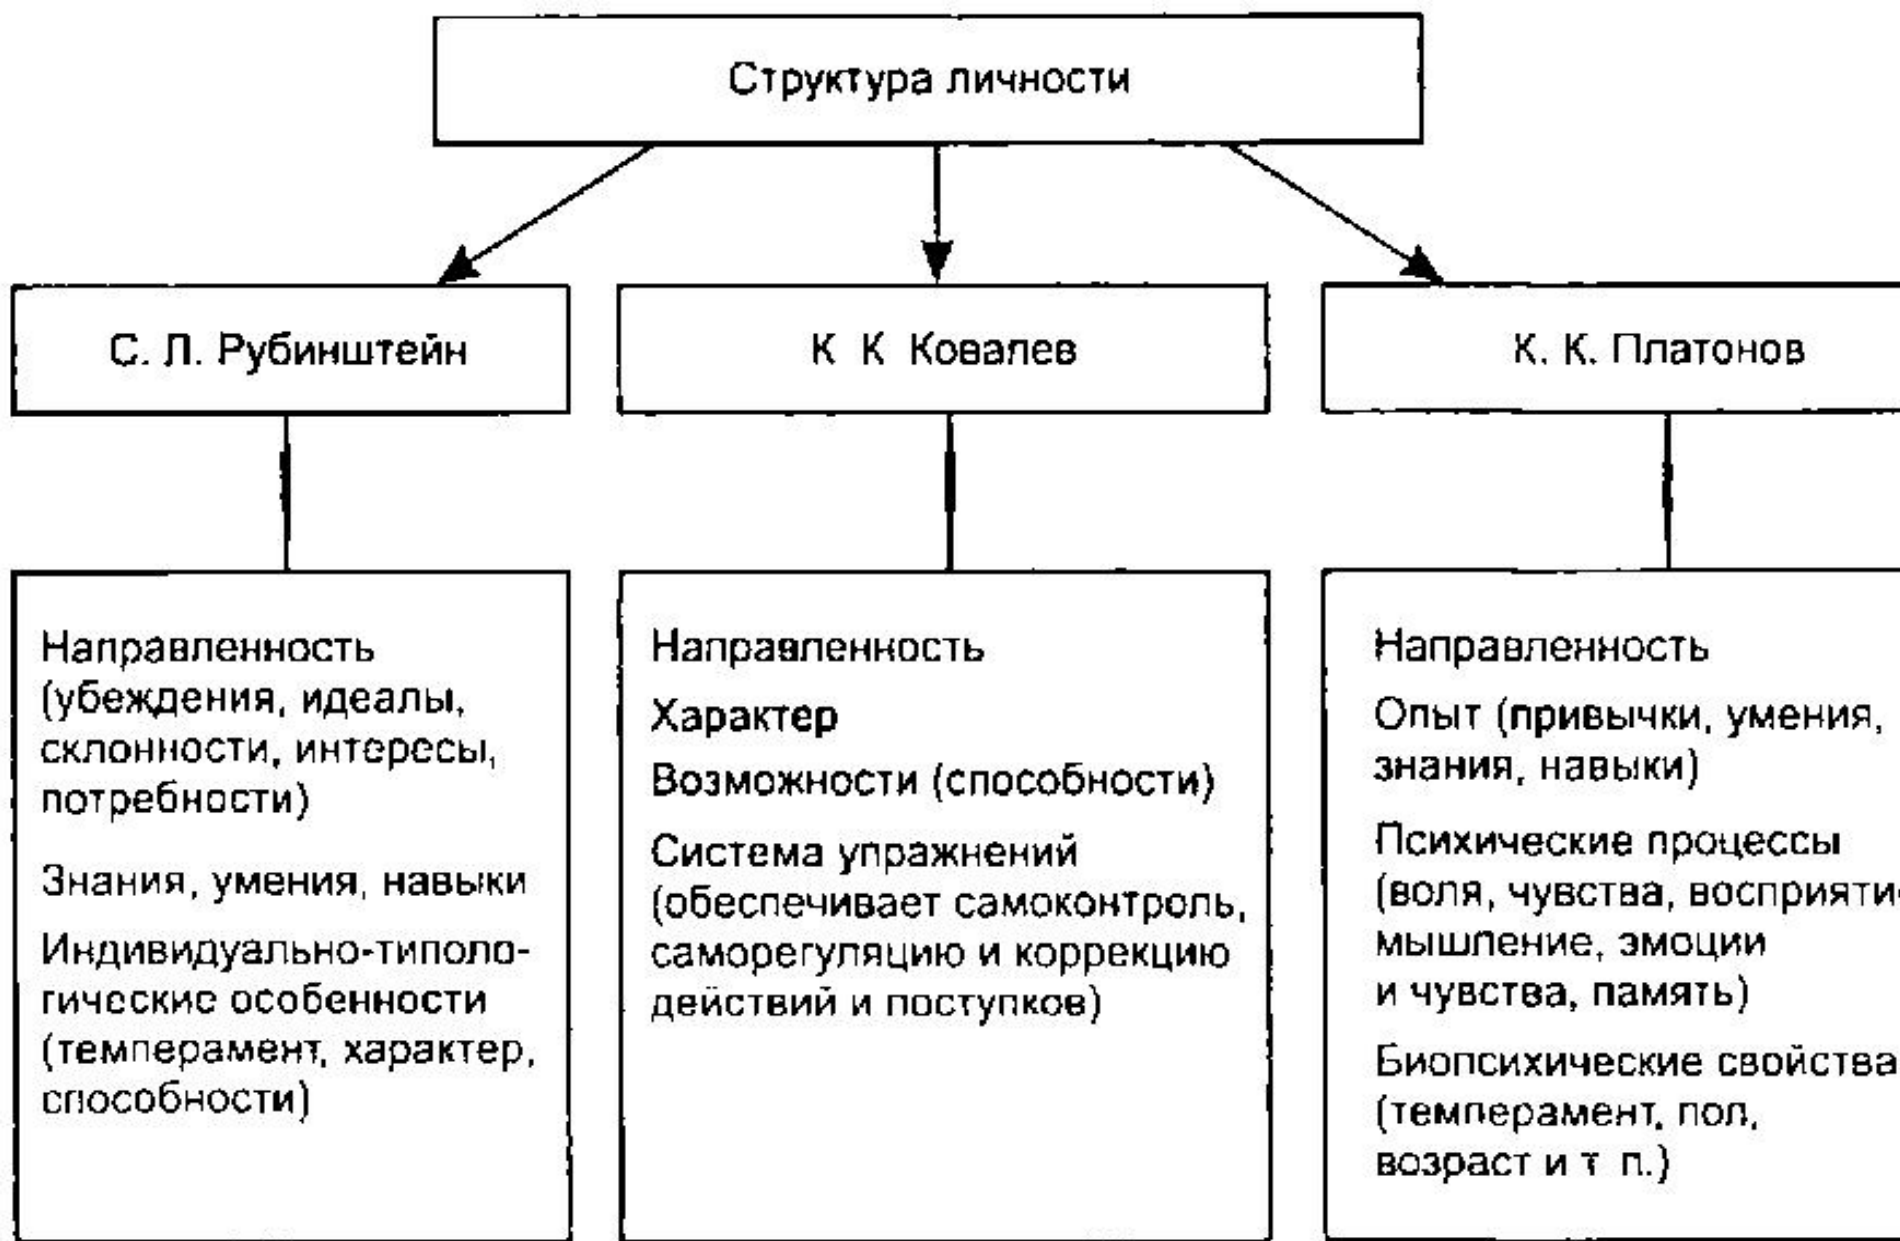 Структура личности
С. Л. Рубинштейн
К К Ковалев
К. К. Платонов
Направленность
(убеждения, идеалы,
склонности, интересы,
потребности)
Знания, умения, навыки
Индивидуально-типоло-
гические особенности
(темперамент, характер,
способности)
Направленность
Характер
Возможности (способности)
Система упражнений
(обеспечивает самоконтроль,
саморегуляцию и коррекцию
действий и поступков)
Направленность
Опыт (привычки, умения,
знания, навыки)
Психические процессы
(воля, чувства,
мышление, эмоции
и чувства, память)
Биопсихические свойства
(темперамент, пол,
возраст и т п.)